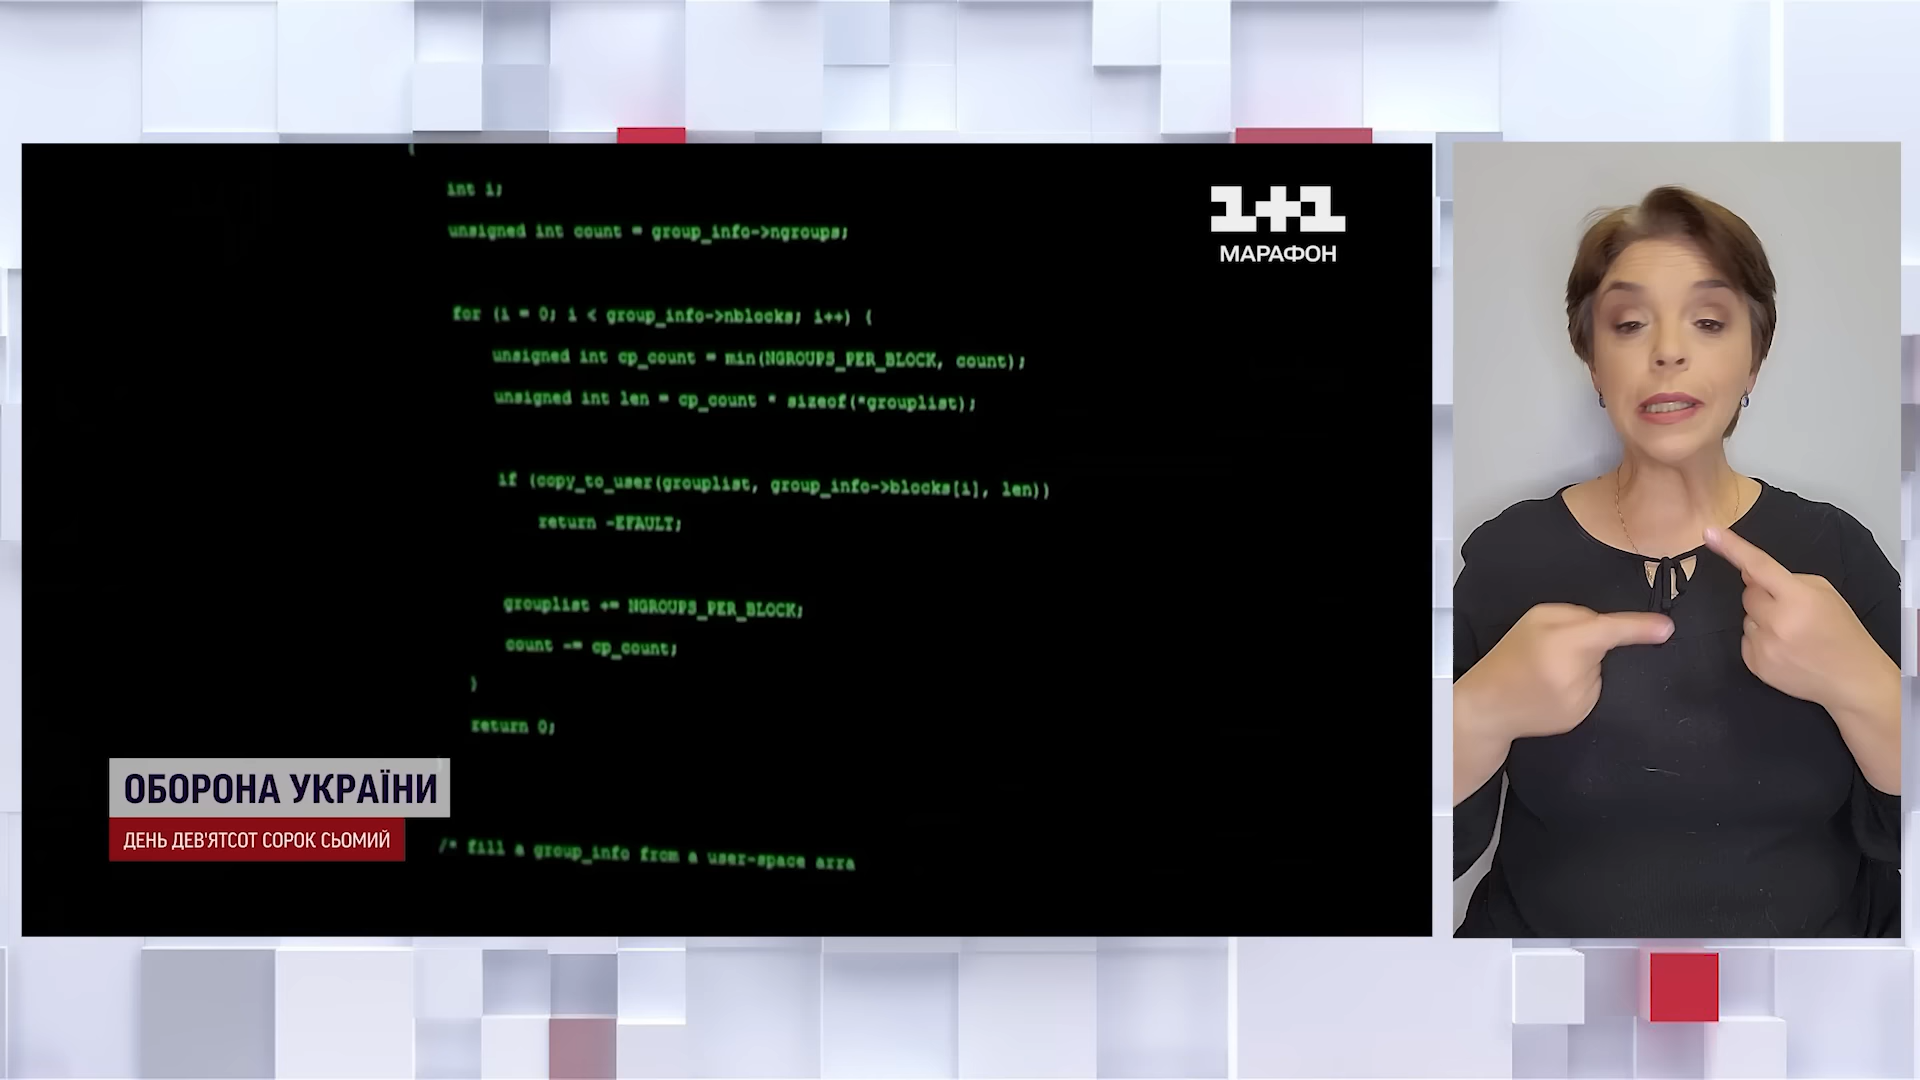 {
int i;
unsigned int count = group_info->ngroups;
for (i = 0; i < group_info->nblocks; i++) {
unsigned int cp_count = min(NGROUPS_PER_BLOCK, count);
unsigned int len = cp_count * sizeof(*grouplist);
if (copy_to_user(grouplist, group_info->blocks[i], len))
return -EFAULT;
grouplist += NGROUPS_PER_BLOCK;
count -= cp_count;
}
return 0;
/* fill a group_info from a user-space arra
1+1
МАРАФОН
ОБОРОНА УКРАЇНИ
ДЕНЬ ДЕВ'ЯТСОТ СОРОК СЬОМИЙ